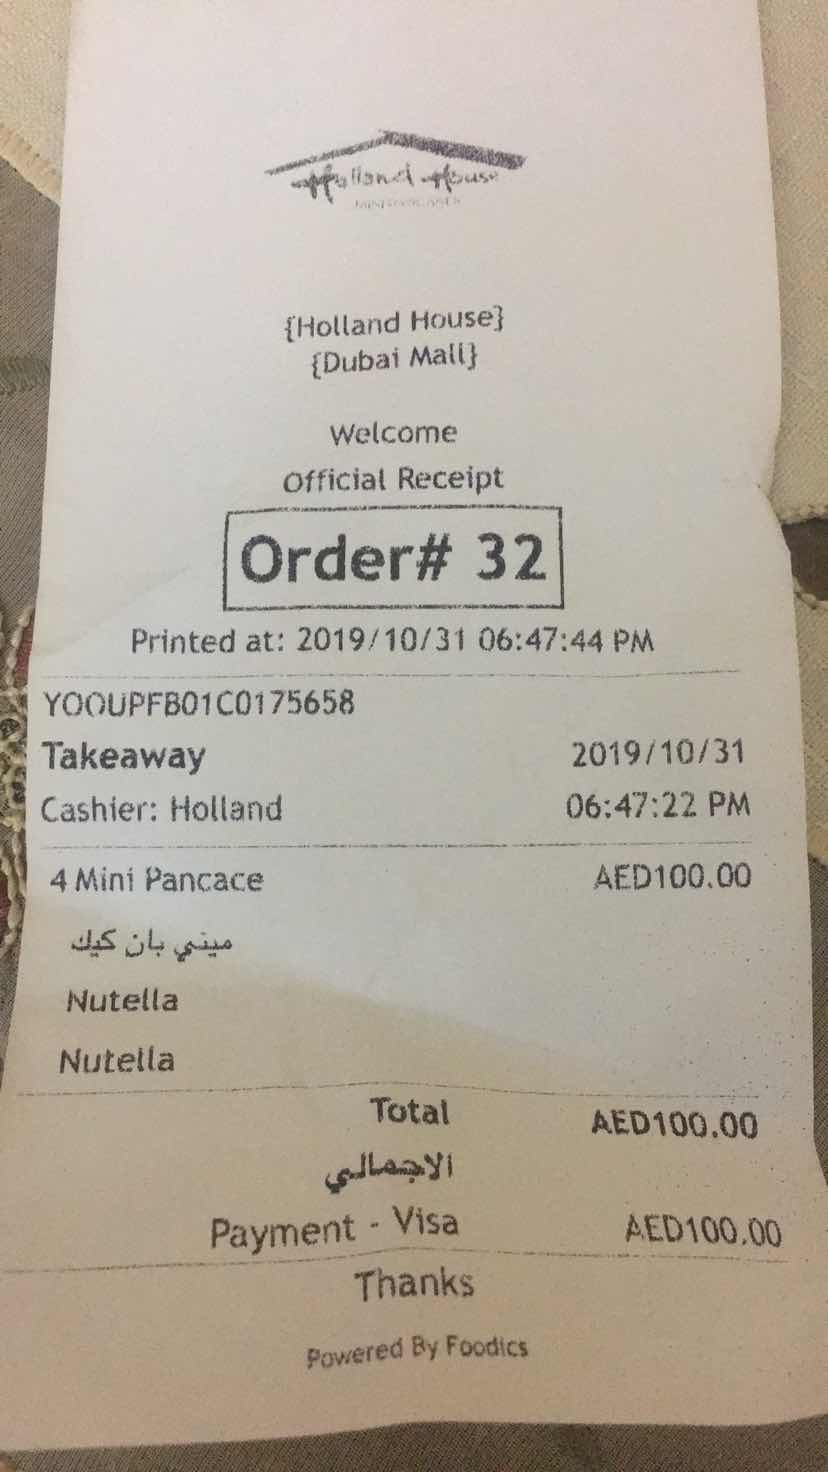 Holland House
{Holland House}
{Dubai Mall}
Welcome
Official Receipt
Order# 32
Printed at: 2019/10/31 06:47:44 PM
YOOUPFB01C0175658
Takeaway 2019/10/31
Cashier: Holland 06:47:22 PM
4 Mini Pancace AED100.00
ميني بان كيك
Nutella
Nutella
Total AED100.00
الاجمالي
Payment - Visa AED100.00
Thanks
Powered By Foodics